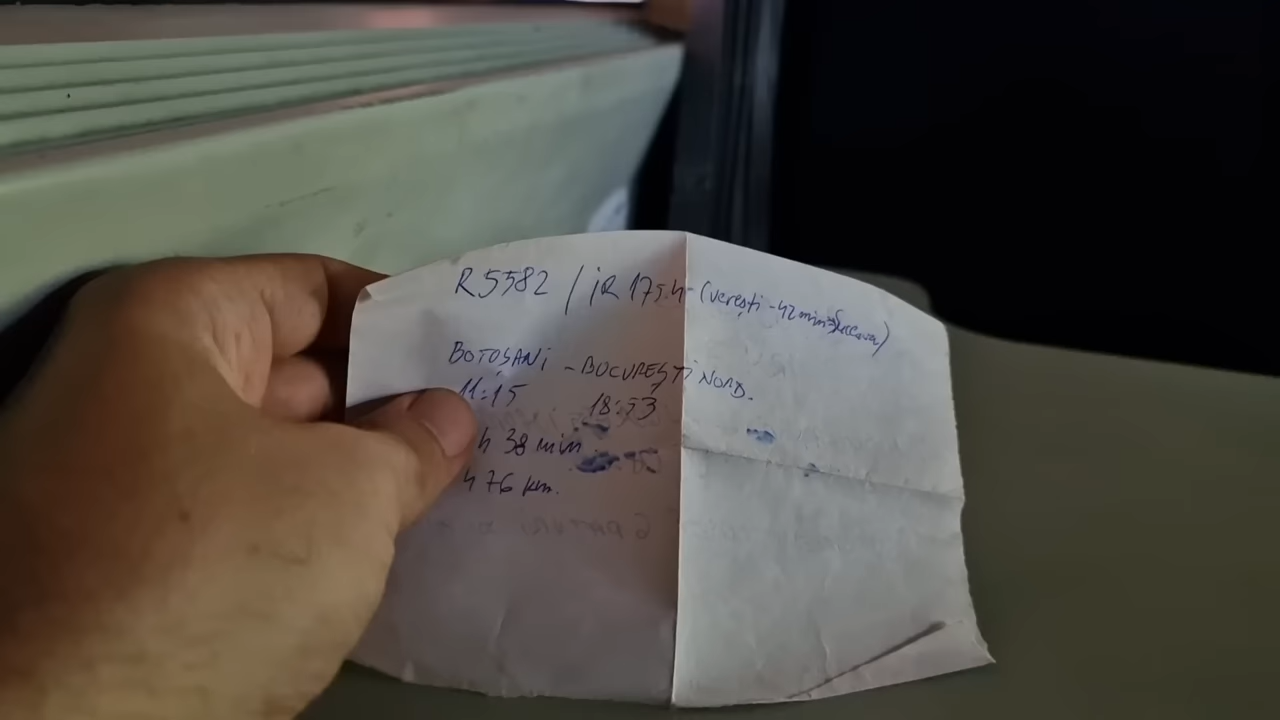 R5582 / iR 1754 (Verești - 42 min Suceava)
BOTOȘANI - BUCUREȘTI NORD.
11:15 18:53
h 38 min
476 km.